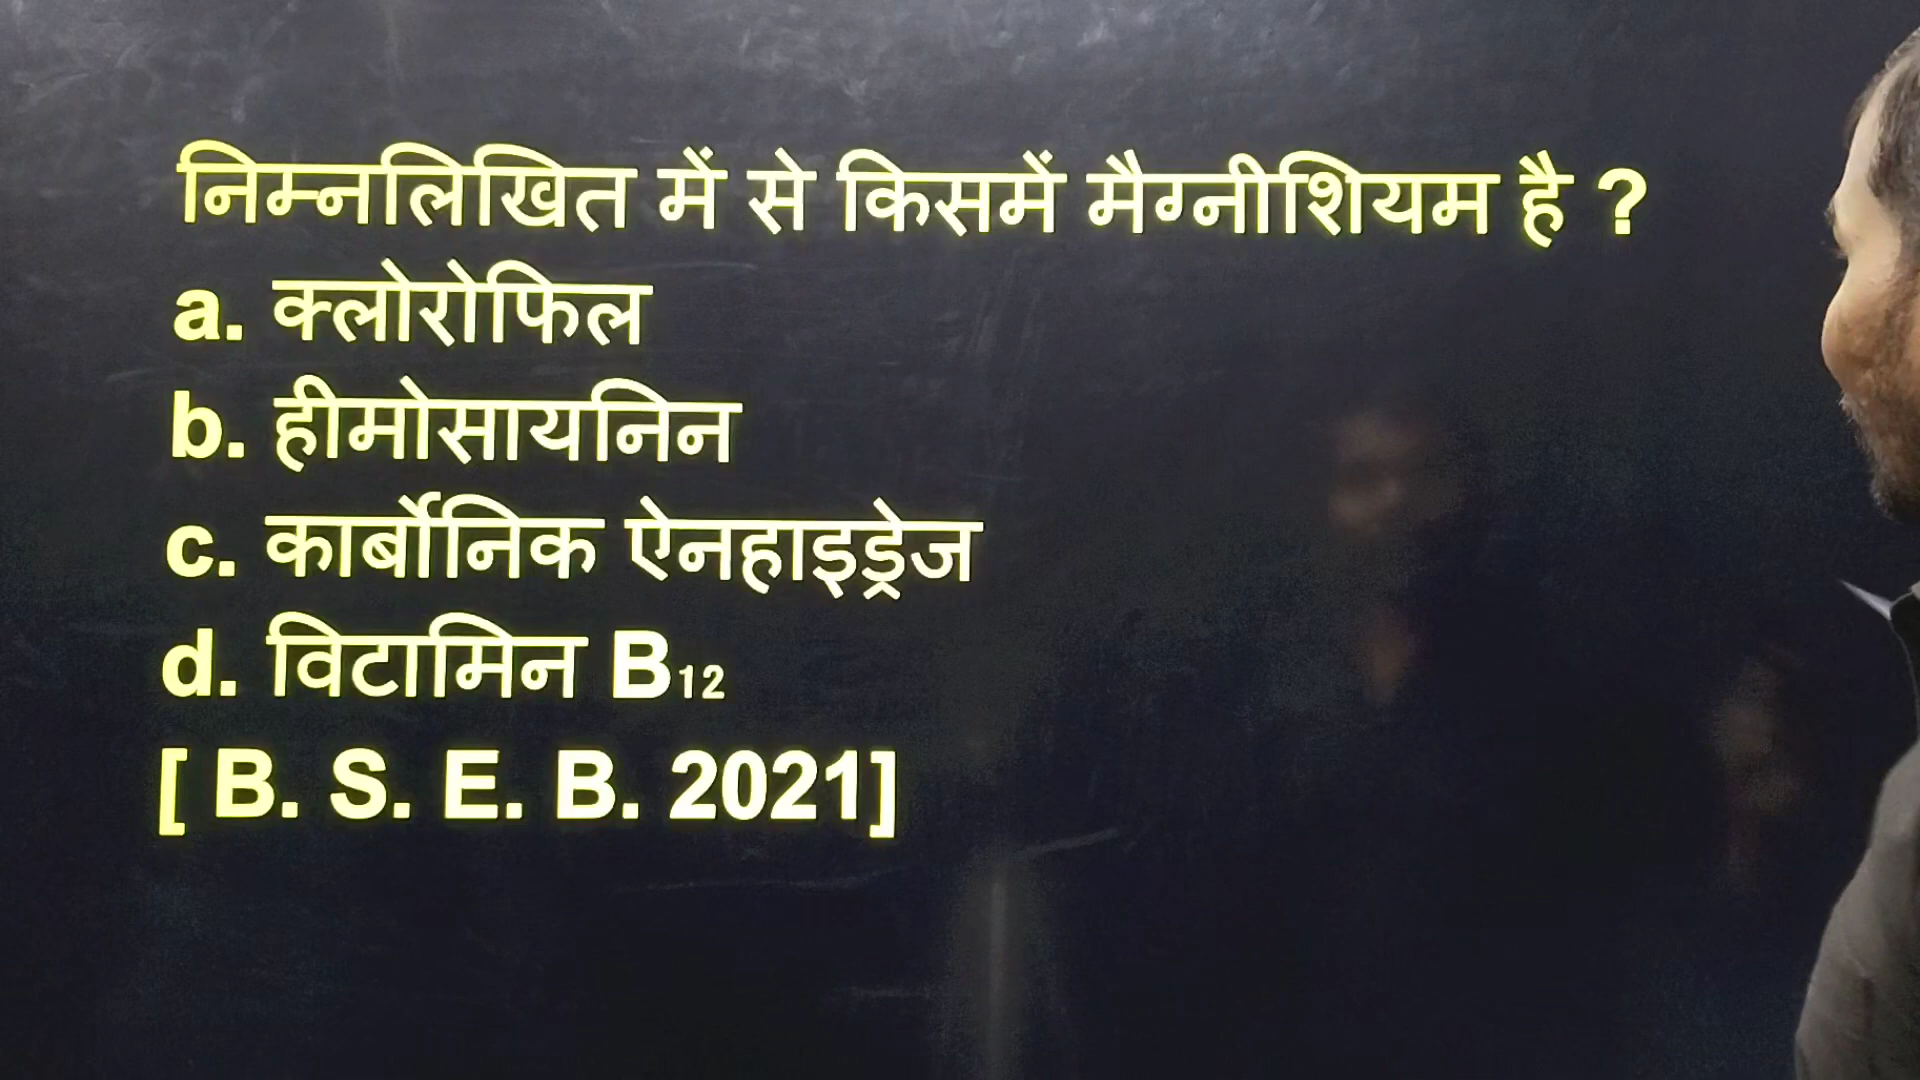 निम्नलिखित में से किसमें मैग्नीशियम है ?
a. क्लोरोफिल
b. हीमोसायनिन
c. कार्बोनिक ऐनहाइड्रेज
d. विटामिन B₁₂
[ B. S. E. B. 2021]